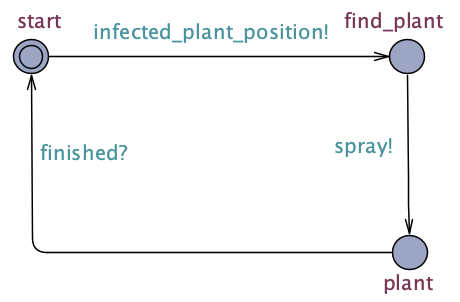 start
find_plant
infected_plant_position!
spray!
finished?
plant